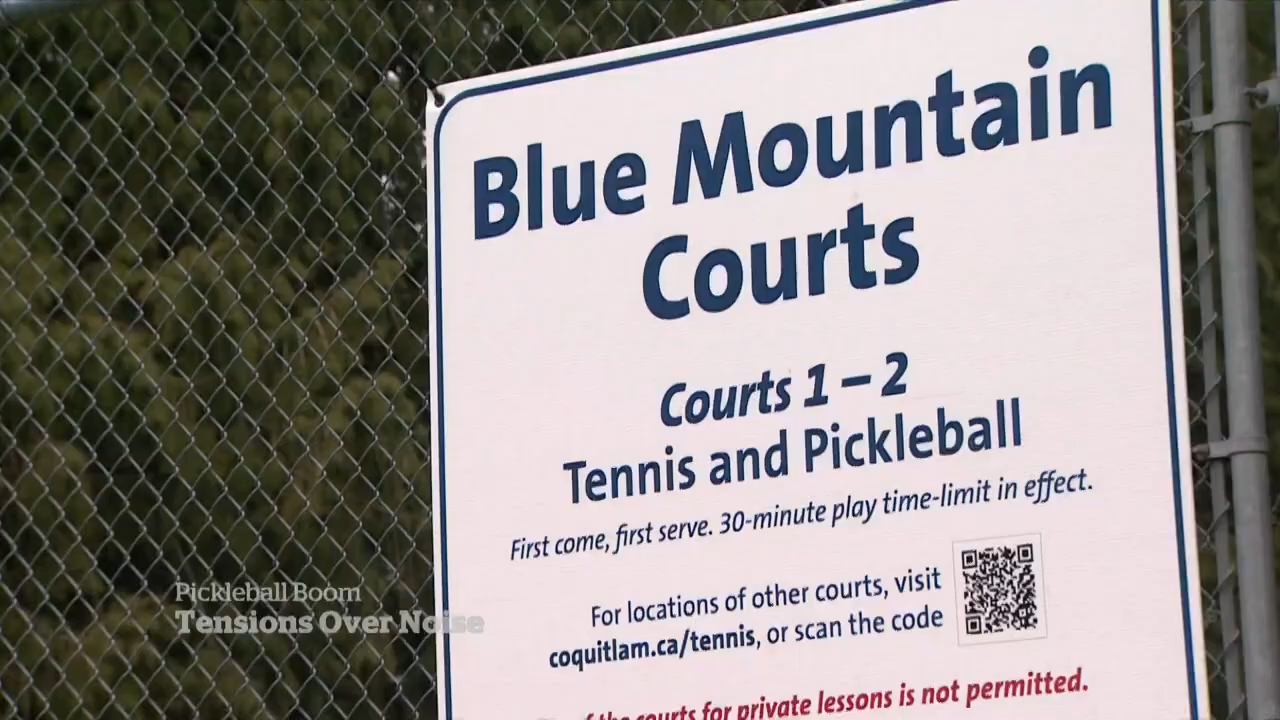 Blue Mountain
Courts
Courts 1 – 2
Tennis and Pickleball
First come, first serve. 30-minute play time-limit in effect.
For locations of other courts, visit
coquitlam.ca/tennis, or scan the code
of the courts for private lessons is not permitted.
Pickleball Boom
Tensions Over Noise